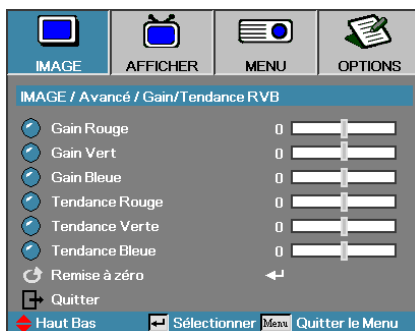 IMAGE AFFICHER MENU OPTIONS
IMAGE / Avancé / Gain/Tendance RVB
Gain Rouge 0
Gain Vert 0
Gain Bleue 0
Tendance Rouge 0
Tendance Verte 0
Tendance Bleue 0
Remise à zéro
Quitter
Haut Bas Sélectionner Menu Quitter le Menu